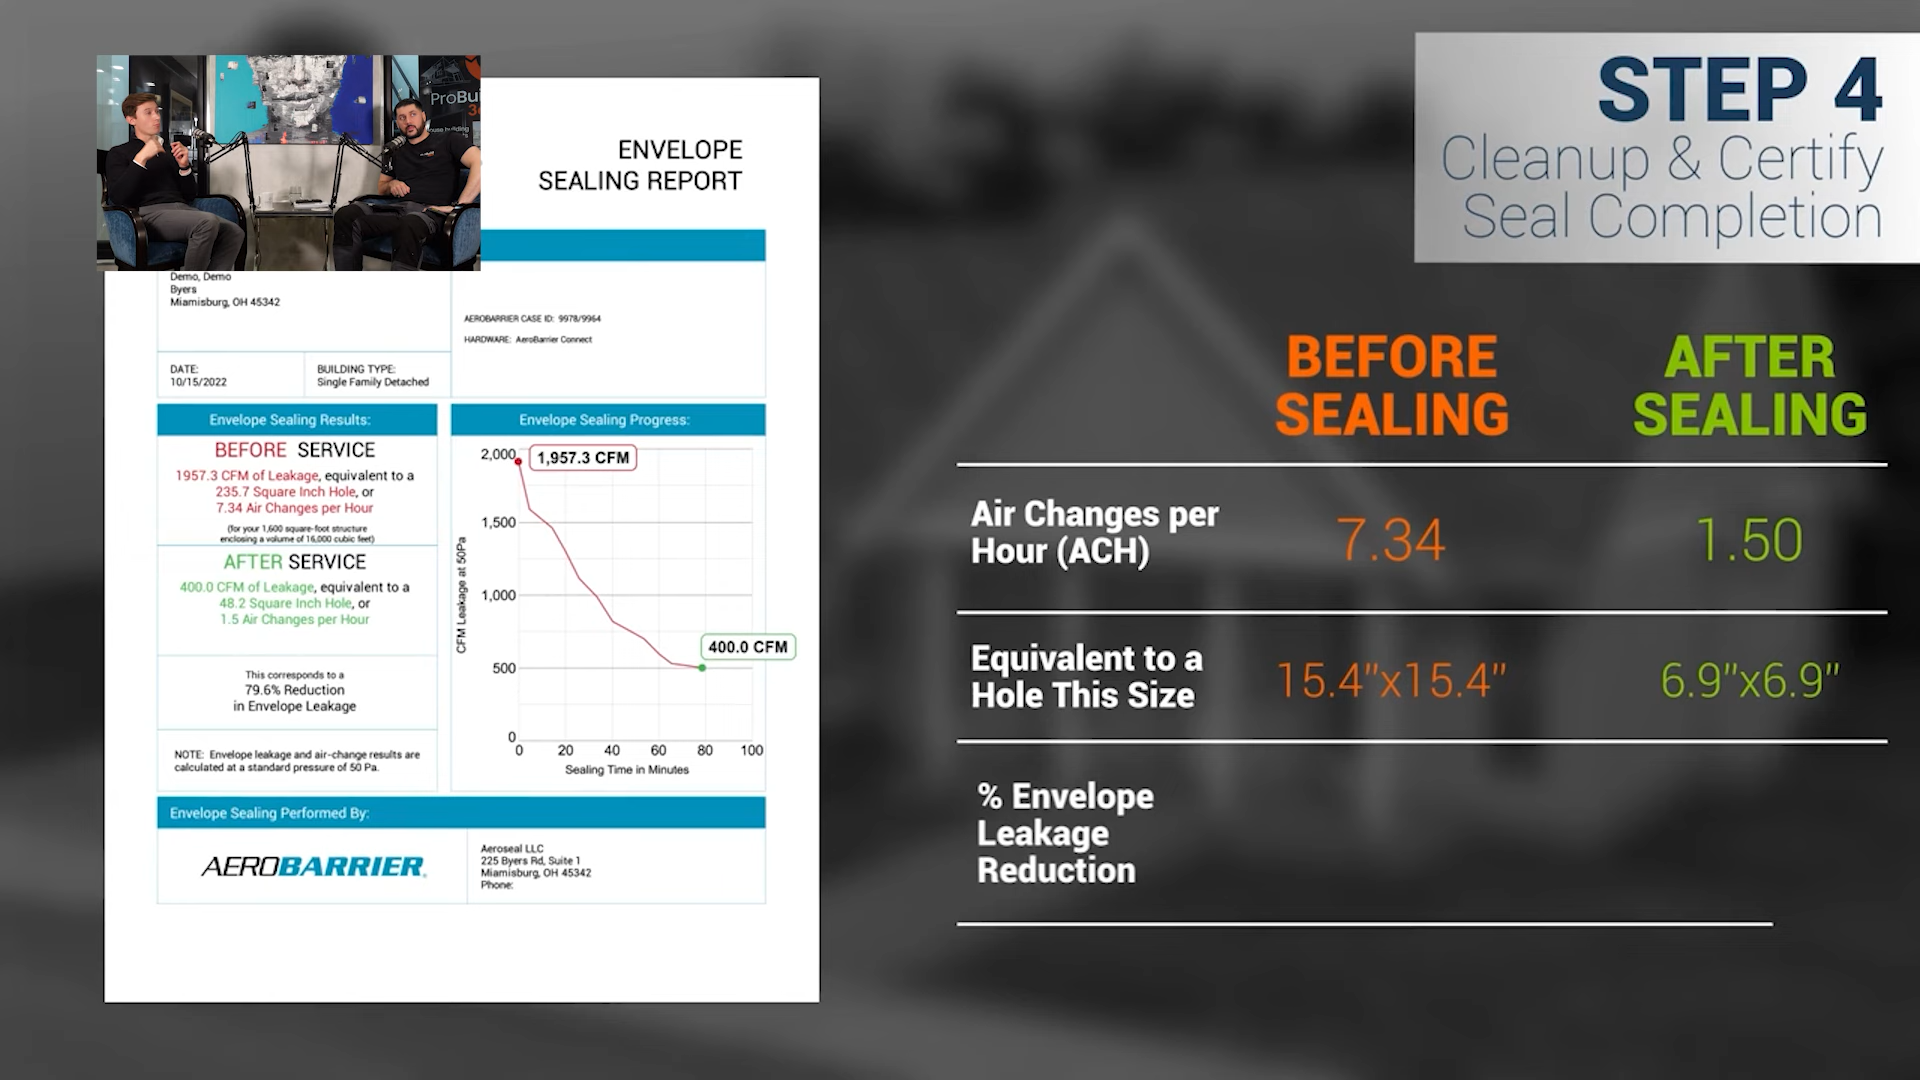 STEP 4
Cleanup & Certify
Seal Completion
ProBui
ENVELOPE
SEALING REPORT
Demo, Demo
Byers
Miamisburg, OH 45342
AEROBARRIER CASE ID: 9978/9964
HARDWARE: AeroBarrier Connect
DATE:
10/15/2022
BUILDING TYPE:
Single Family Detached
Envelope Sealing Results:
BEFORE SERVICE
1957.3 CFM of Leakage, equivalent to a
235.7 Square Inch Hole, or
7.34 Air Changes per Hour
(for your 1,600 square-foot structure
enclosing a volume of 16,000 cubic feet)
AFTER SERVICE
400.0 CFM of Leakage, equivalent to a
48.2 Square Inch Hole, or
1.5 Air Changes per Hour
This corresponds to a
79.6% Reduction
in Envelope Leakage
NOTE: Envelope leakage and air-change results are
calculated at a standard pressure of 50 Pa.
Envelope Sealing Progress:
CFM Leakage at 50Pa
2,000
1,500
1,000
500
0
1,957.3 CFM
400.0 CFM
0 20 40 60 80 100
Sealing Time in Minutes
Envelope Sealing Performed By:
AEROBARRIER.
Aeroseal LLC
225 Byers Rd, Suite 1
Miamisburg, OH 45342
Phone:
BEFORE
SEALING
AFTER
SEALING
Air Changes per
Hour (ACH)
7.34
1.50
Equivalent to a
Hole This Size
15.4"x15.4"
6.9"x6.9"
% Envelope
Leakage
Reduction